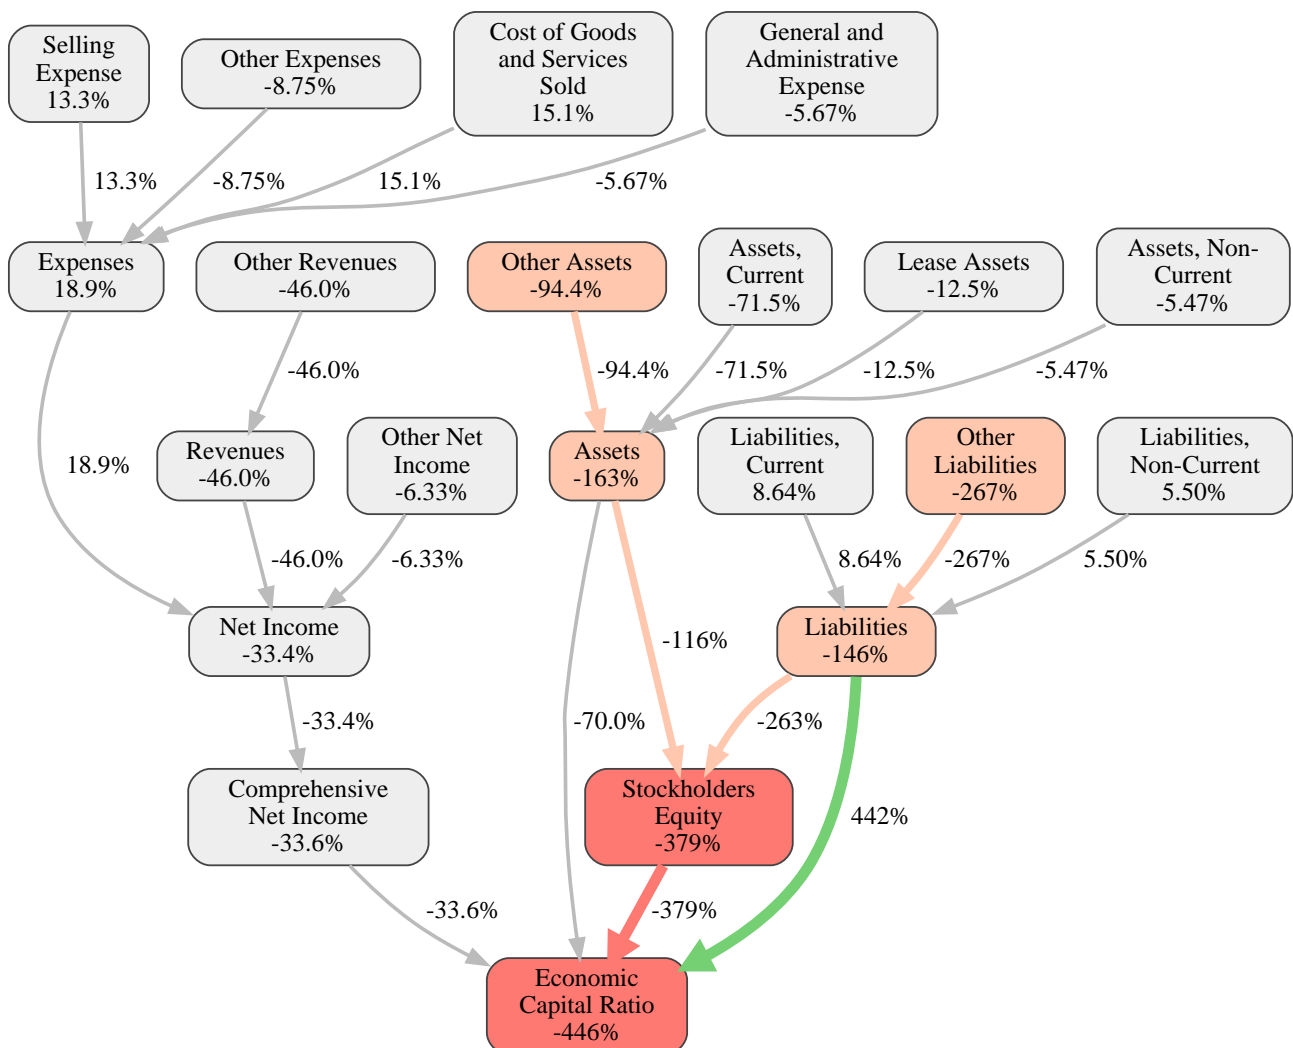 Selling
Expense
13.3%
Other Expenses
-8.75%
Cost of Goods
and Services
Sold
15.1%
General and
Administrative
Expense
-5.67%
13.3%
-8.75%
15.1%
-5.67%
Expenses
18.9%
Other Revenues
-46.0%
Other Assets
-94.4%
Assets,
Current
-71.5%
Lease Assets
-12.5%
Assets, Non-
Current
-5.47%
-46.0%
-94.4%
-71.5%
-12.5%
-5.47%
18.9%
Revenues
-46.0%
Other Net
Income
-6.33%
Assets
-163%
Liabilities,
Current
8.64%
Other
Liabilities
-267%
Liabilities,
Non-Current
5.50%
-46.0%
-6.33%
8.64%
-267%
5.50%
Net Income
-33.4%
-116%
Liabilities
-146%
-33.4%
-70.0%
-263%
Comprehensive
Net Income
-33.6%
Stockholders
Equity
-379%
442%
-33.6%
-379%
Economic
Capital Ratio
-446%